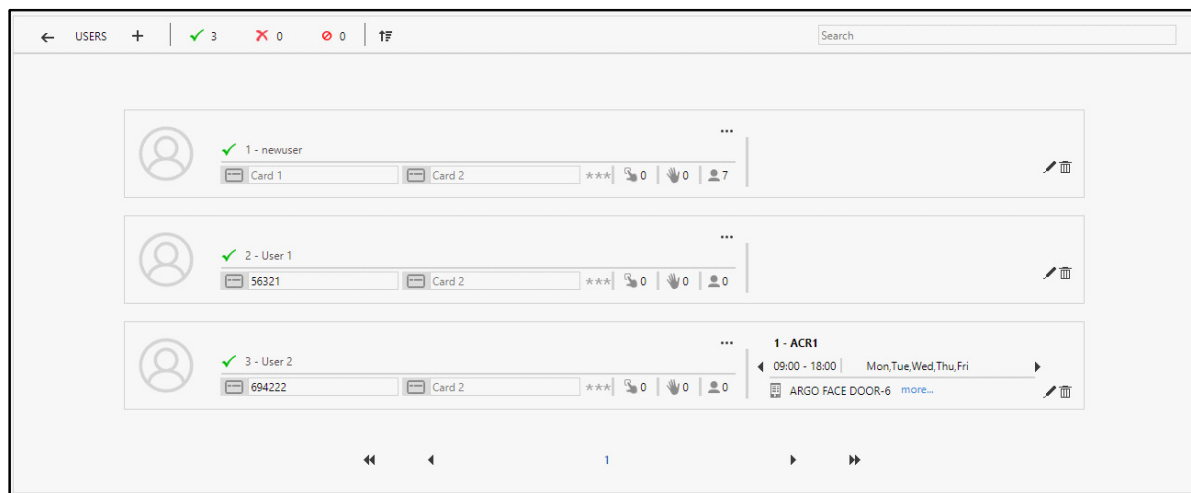 USERS 3 0 0 Search
1 - newuser
Card 1 Card 2 *** 0 0 7
2 - User 1
56321 Card 2 *** 0 0 0
3 - User 2
694222 Card 2 *** 0 0 0
1 - ACR1
09:00 - 18:00 Mon,Tue,Wed,Thu,Fri
ARGO FACE DOOR-6 more...
1